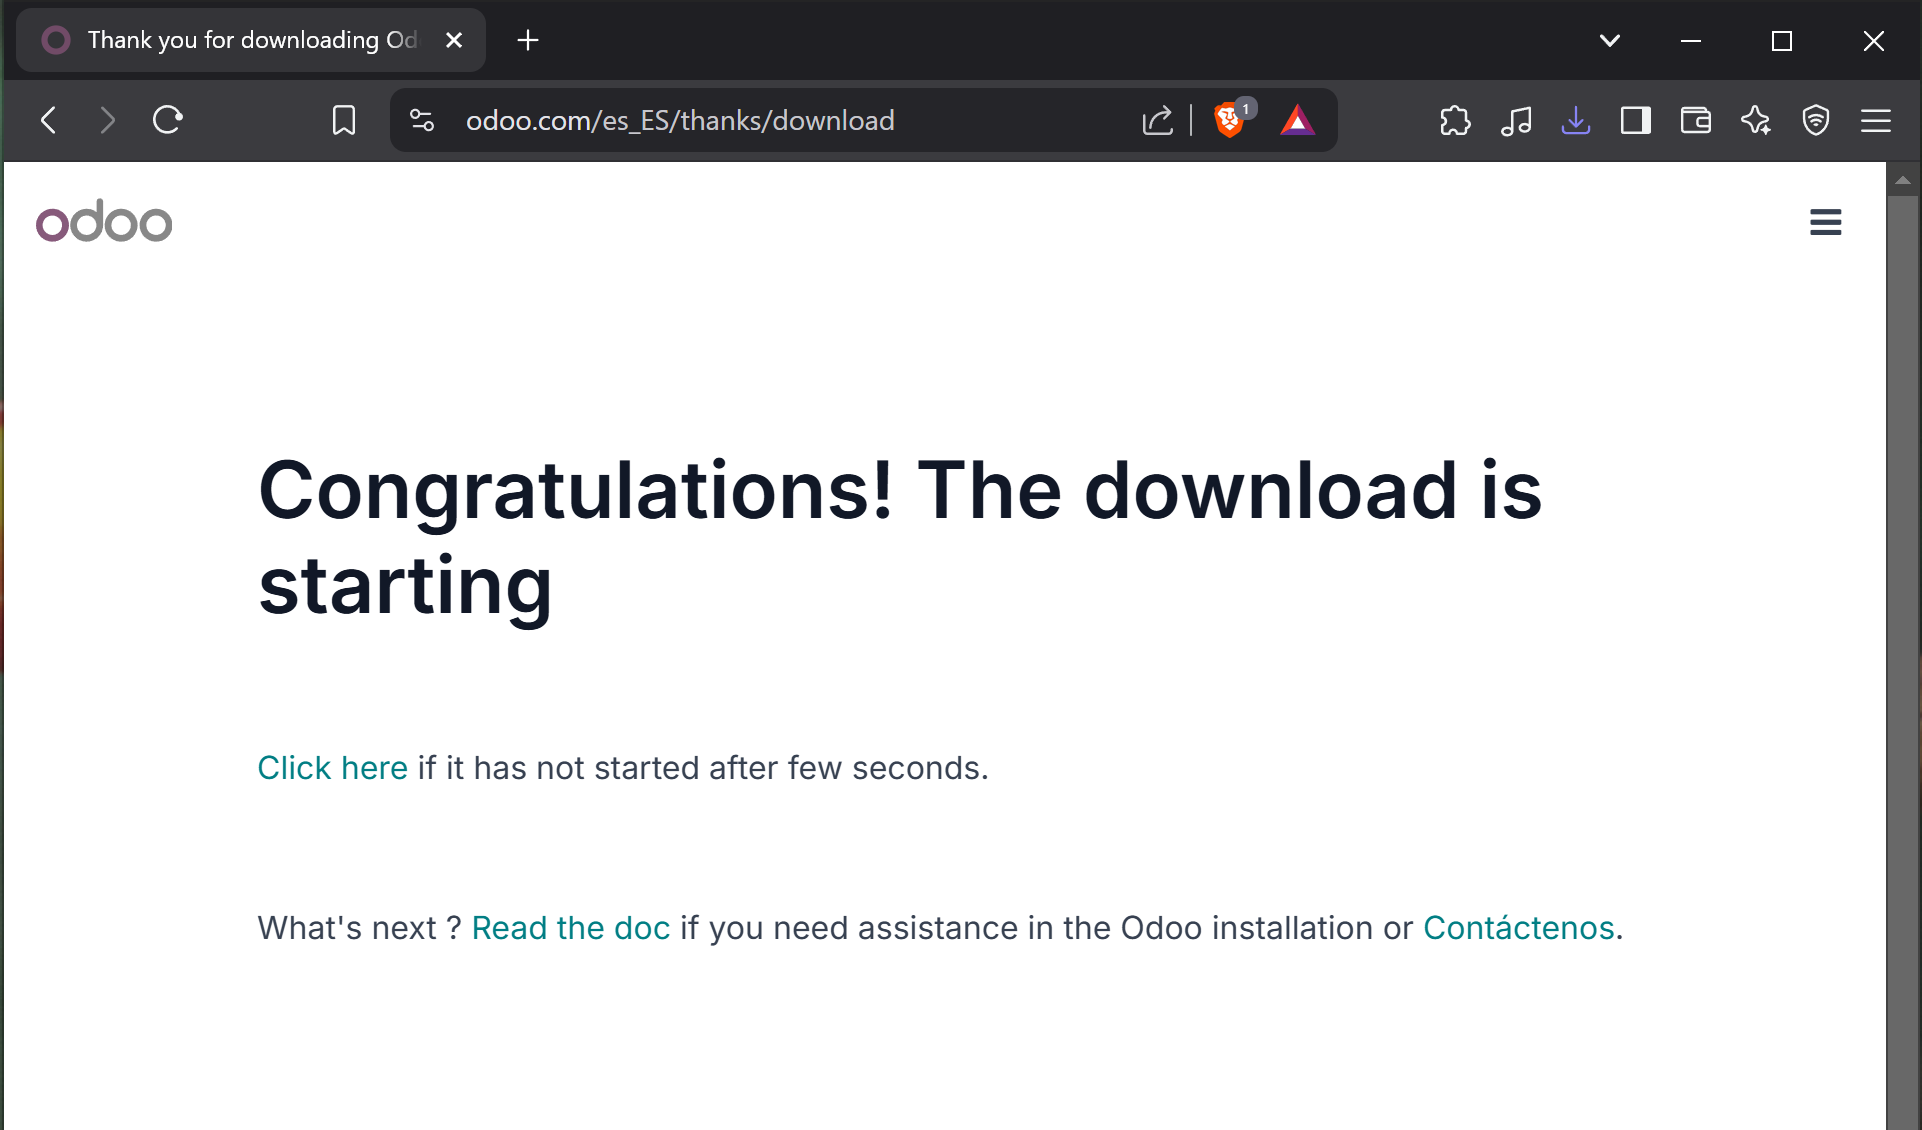 Thank you for downloading Od
odoo.com/es_ES/thanks/download
1
odoo
Congratulations! The download is
starting
Click here if it has not started after few seconds.
What's next ? Read the doc if you need assistance in the Odoo installation or Contáctenos.